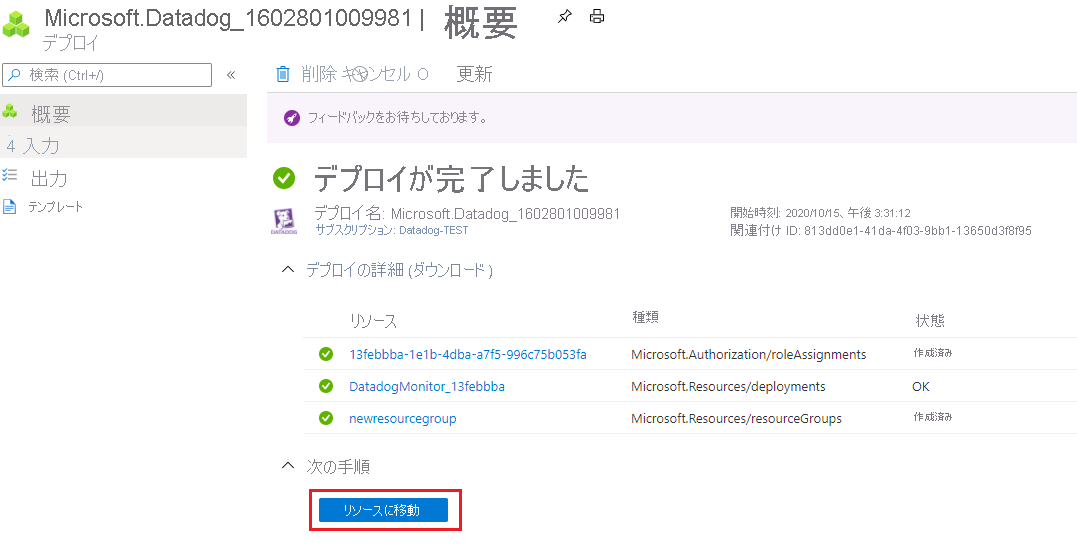 Microsoft.Datadog_1602801009981 | 概要
デプロイ
検索 (Ctrl+/)
«
削除 キャンセル 更新
概要
4 入力
出力
テンプレート
フィードバックをお待ちしております。
デプロイが完了しました
DATADOG
デプロイ名: Microsoft.Datadog_1602801009981
サブスクリプション: Datadog-TEST
開始時刻: 2020/10/15、午後 3:31:12
関連付け ID: 813dd0e1-41da-4f03-9bb1-13650d3f8f95
デプロイの詳細 (ダウンロード)
リソース 種類 状態
13febbba-1e1b-4dba-a7f5-996c75b053fa Microsoft.Authorization/roleAssignments 作成済み
DatadogMonitor_13febbba Microsoft.Resources/deployments OK
newresourcegroup Microsoft.Resources/resourceGroups 作成済み
次の手順
リソースに移動